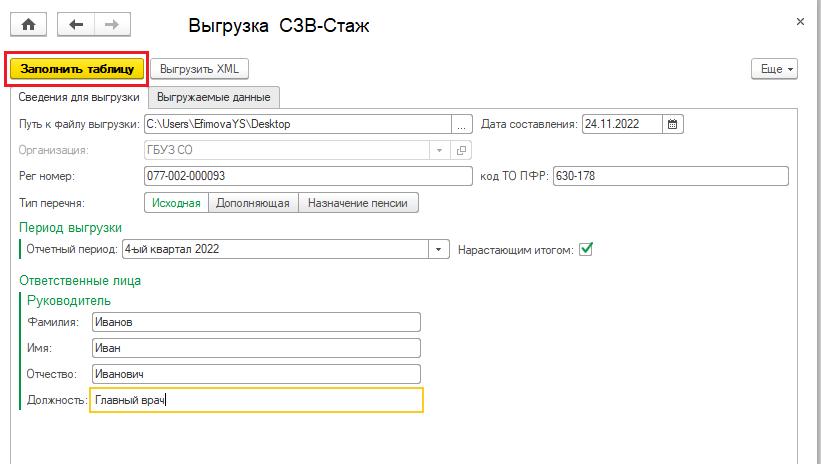 Выгрузка СЗВ-Стаж
Заполнить таблицу Выгрузить XML Еще
Сведения для выгрузки Выгружаемые данные
Путь к файлу выгрузки: C:\Users\EfimovaYS\Desktop ... Дата составления: 24.11.2022
Организация: ГБУЗ СО
Рег номер: 077-002-000093 код ТО ПФР: 630-178
Тип перечня: Исходная Дополняющая Назначение пенсии
Период выгрузки
Отчетный период: 4-ый квартал 2022 Нарастающим итогом:
Ответственные лица
Руководитель
Фамилия: Иванов
Имя: Иван
Отчество: Иванович
Должность: Главный врач